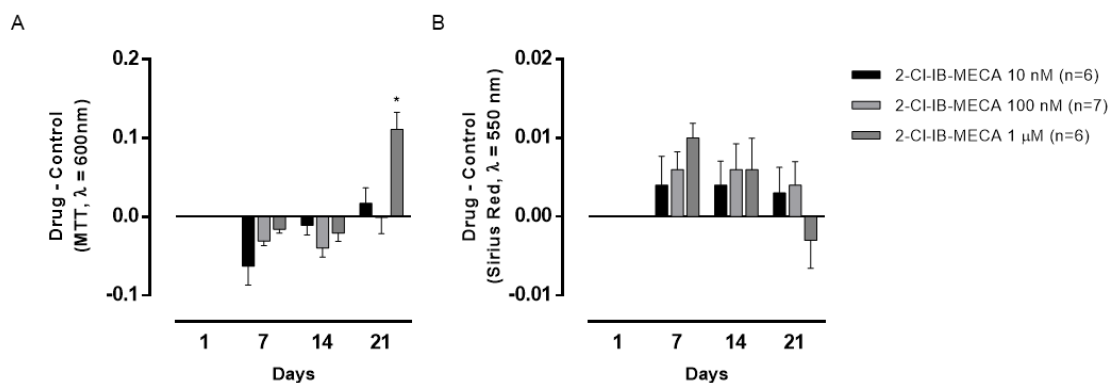 A
Drug - Control
(MTT, λ = 600nm)
0.2
0.1
0.0
-0.1
*
1 7 14 21
Days
B
Drug - Control
(Sirius Red, λ = 550 nm)
0.02
0.01
0.00
-0.01
1 7 14 21
Days
2-Cl-IB-MECA 10 nM (n=6)
2-Cl-IB-MECA 100 nM (n=7)
2-Cl-IB-MECA 1 μM (n=6)